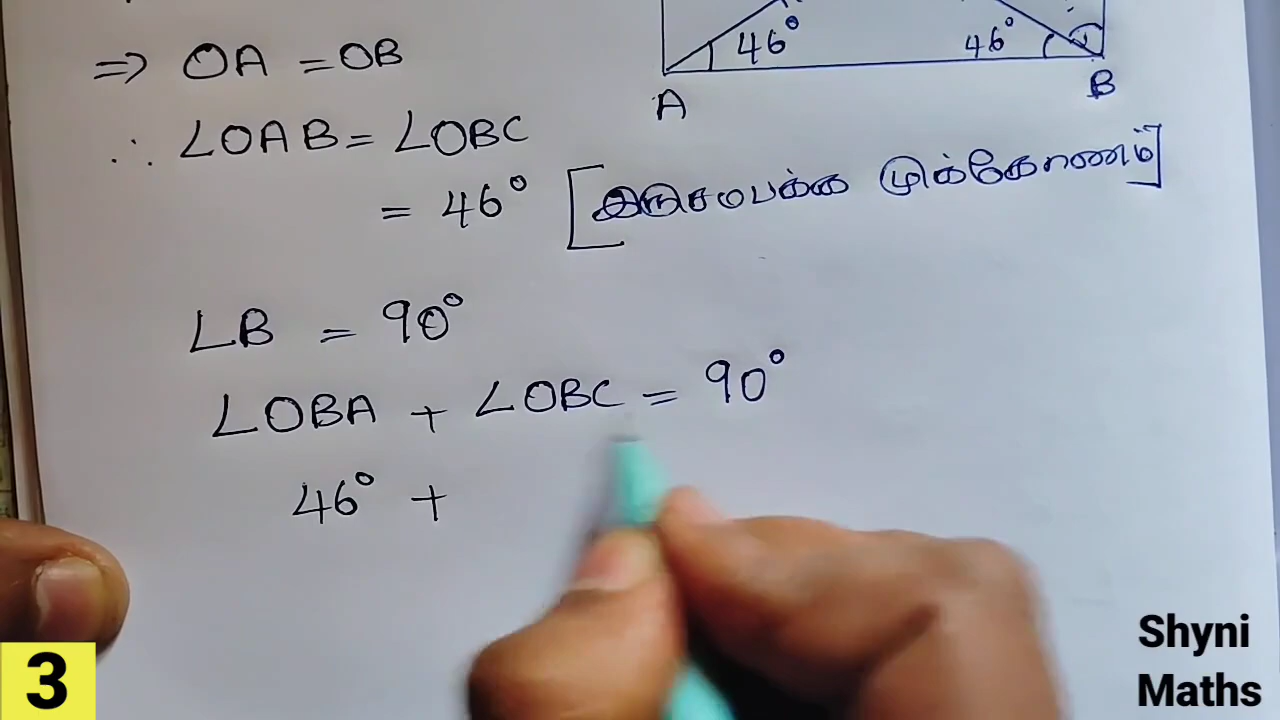 46° 46°
⇒ OA = OB
A B
∴ ∠OAB = ∠OBC
= 46° [இருசமபக்க முக்கோணம்]
∠B = 90°
∠OBA + ∠OBC = 90°
46° +
3
Shyni
Maths